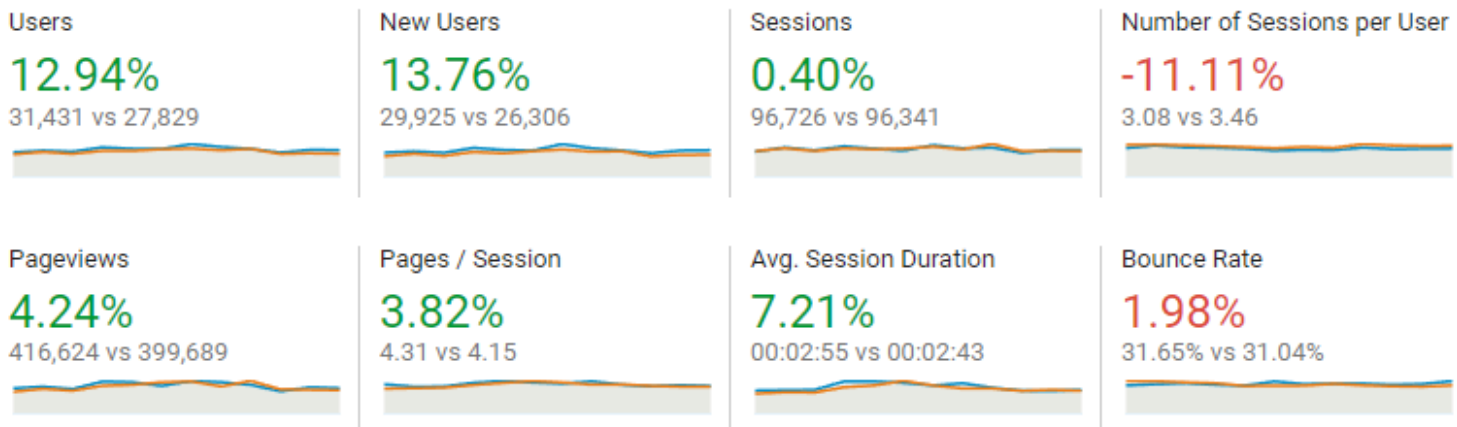 Users
12.94%
31,431 vs 27,829
New Users
13.76%
29,925 vs 26,306
Sessions
0.40%
96,726 vs 96,341
Number of Sessions per User
-11.11%
3.08 vs 3.46
Pageviews
4.24%
416,624 vs 399,689
Pages / Session
3.82%
4.31 vs 4.15
Avg. Session Duration
7.21%
00:02:55 vs 00:02:43
Bounce Rate
1.98%
31.65% vs 31.04%